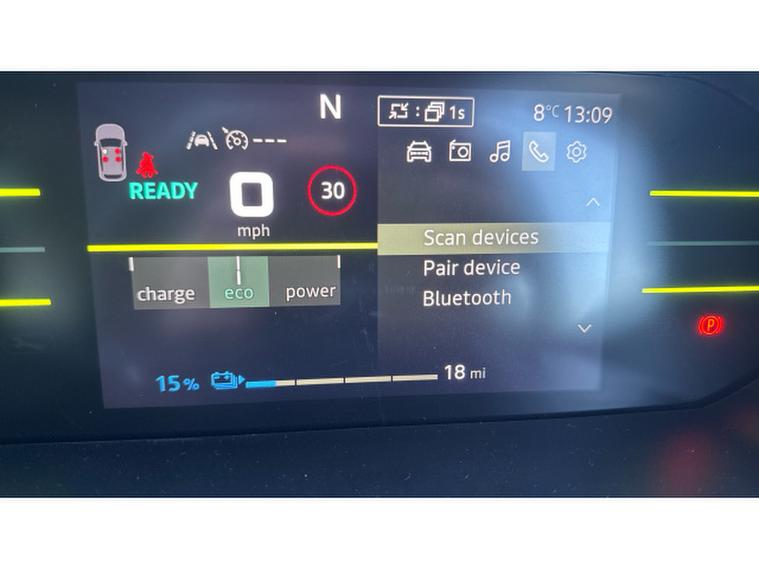 N
: 1s
8°C 13:09
READY
0
30
mph
Scan devices
Pair device
Bluetooth
charge
eco
power
P
15%
18 mi